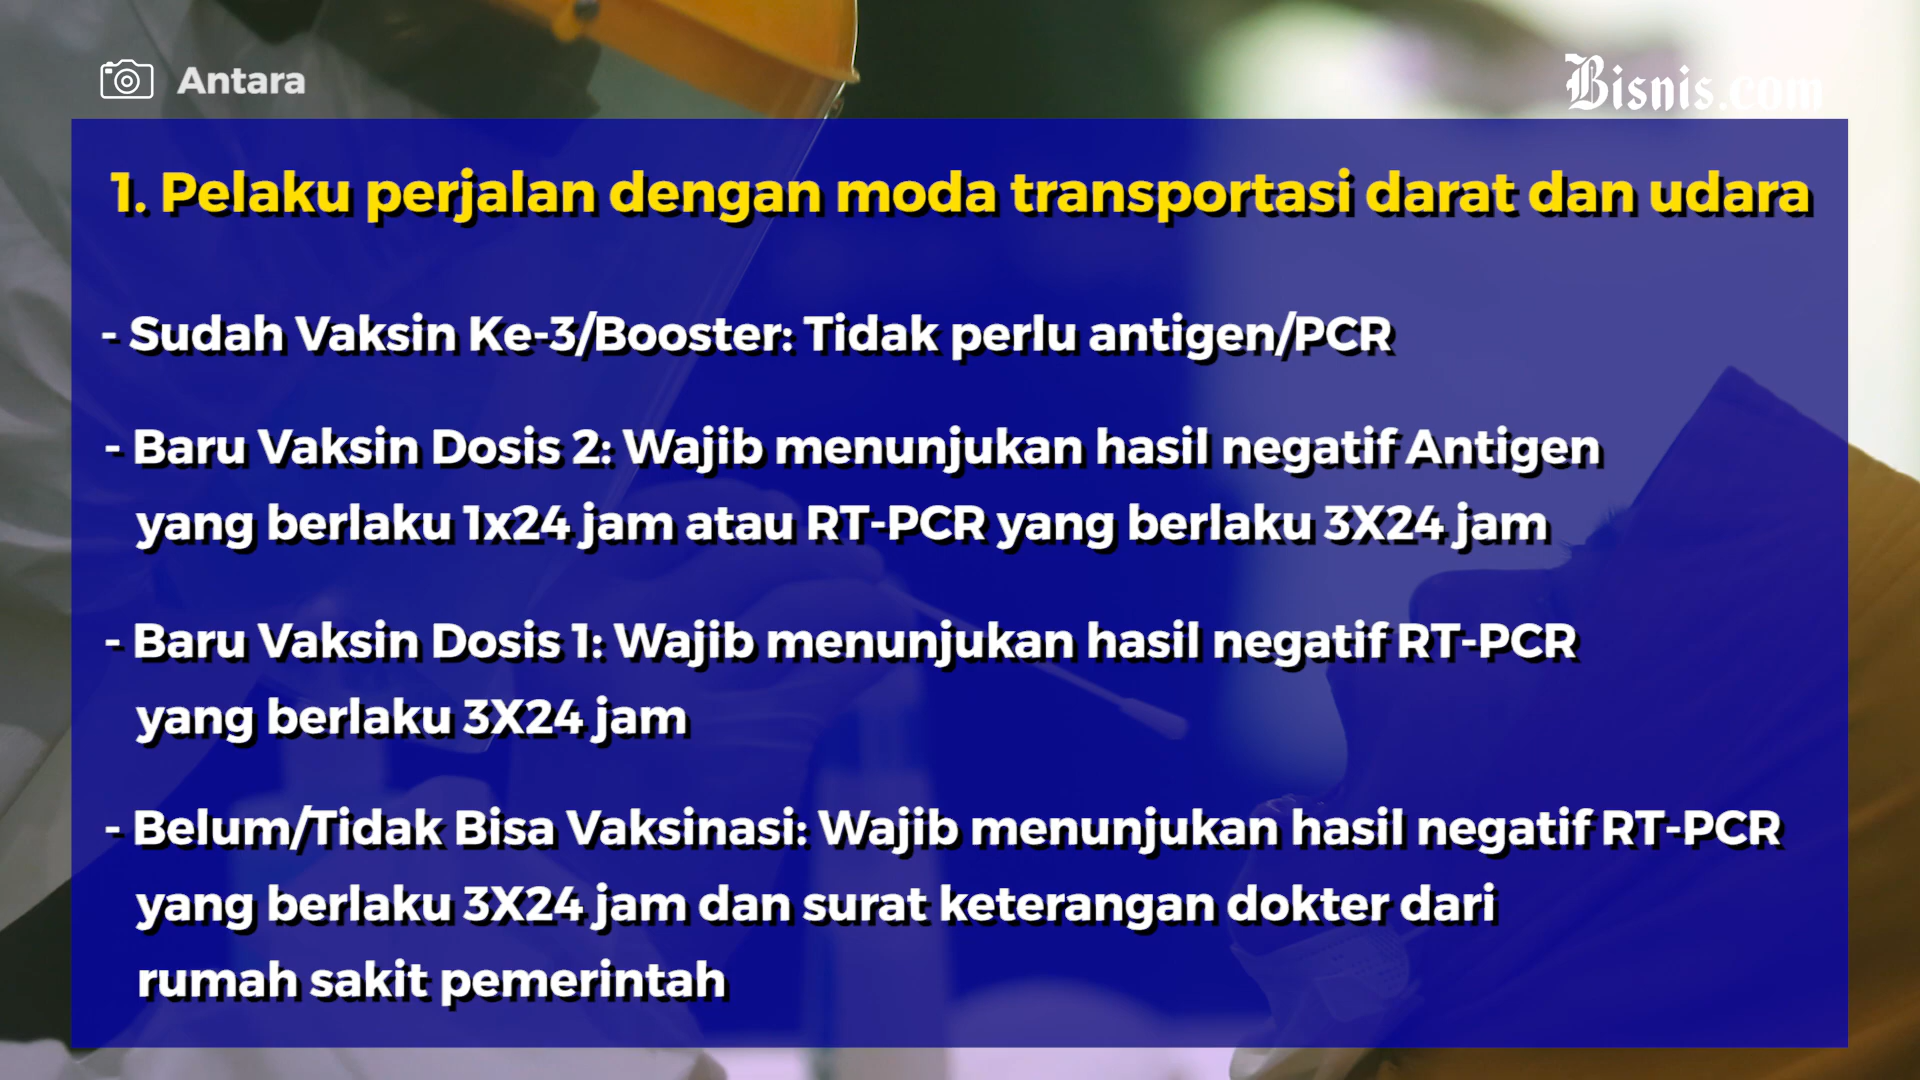 Antara
Bisnis.com
1. Pelaku perjalan dengan moda transportasi darat dan udara
- Sudah Vaksin Ke-3/Booster: Tidak perlu antigen/PCR
- Baru Vaksin Dosis 2: Wajib menunjukan hasil negatif Antigen
yang berlaku 1x24 jam atau RT-PCR yang berlaku 3X24 jam
- Baru Vaksin Dosis 1: Wajib menunjukan hasil negatif RT-PCR
yang berlaku 3X24 jam
- Belum/Tidak Bisa Vaksinasi: Wajib menunjukan hasil negatif RT-PCR
yang berlaku 3X24 jam dan surat keterangan dokter dari
rumah sakit pemerintah